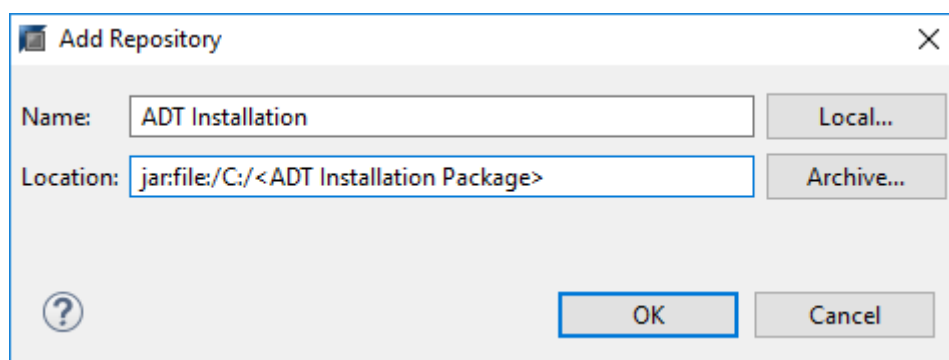 Add Repository
Name: ADT Installation Local...
Location: jar:file:/C:/<ADT Installation Package> Archive...
? OK Cancel